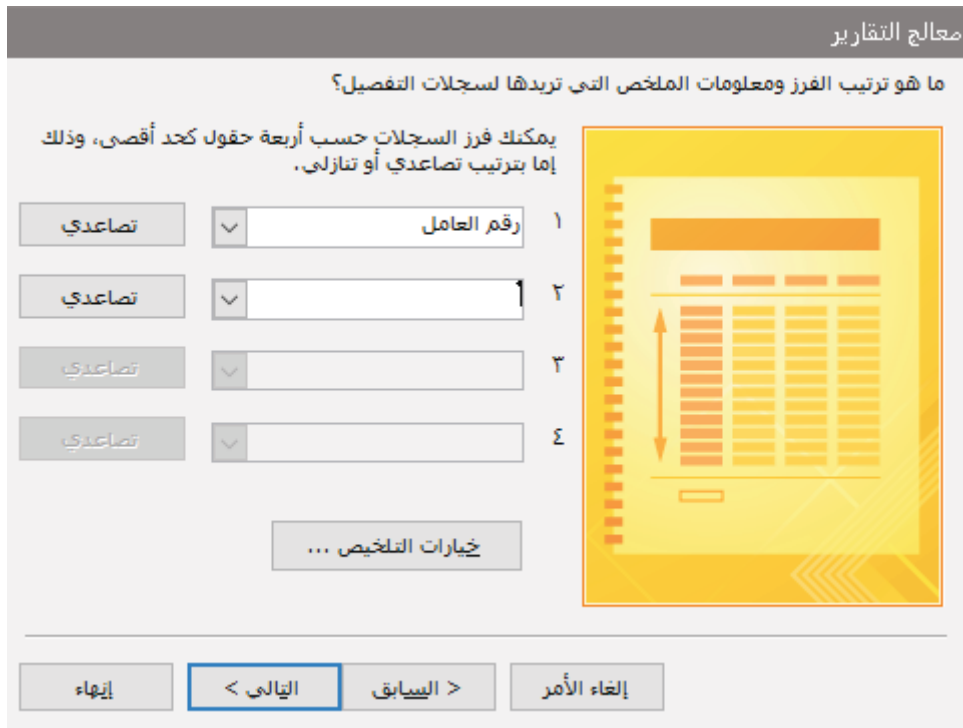 معالج التقارير
ما هو ترتيب الفرز ومعلومات الملخص التي تريدها لسجلات التفصيل؟
يمكنك فرز السجلات حسب أربعة حقول كحد أقصى، وذلك
إما بترتيب تصاعدي أو تنازلي.
١ رقم العامل تصاعدي
٢ تصاعدي
٣ تصاعدي
٤ تصاعدي
خيارات التلخيص ...
إلغاء الأمر < السابق التالي > إنهاء